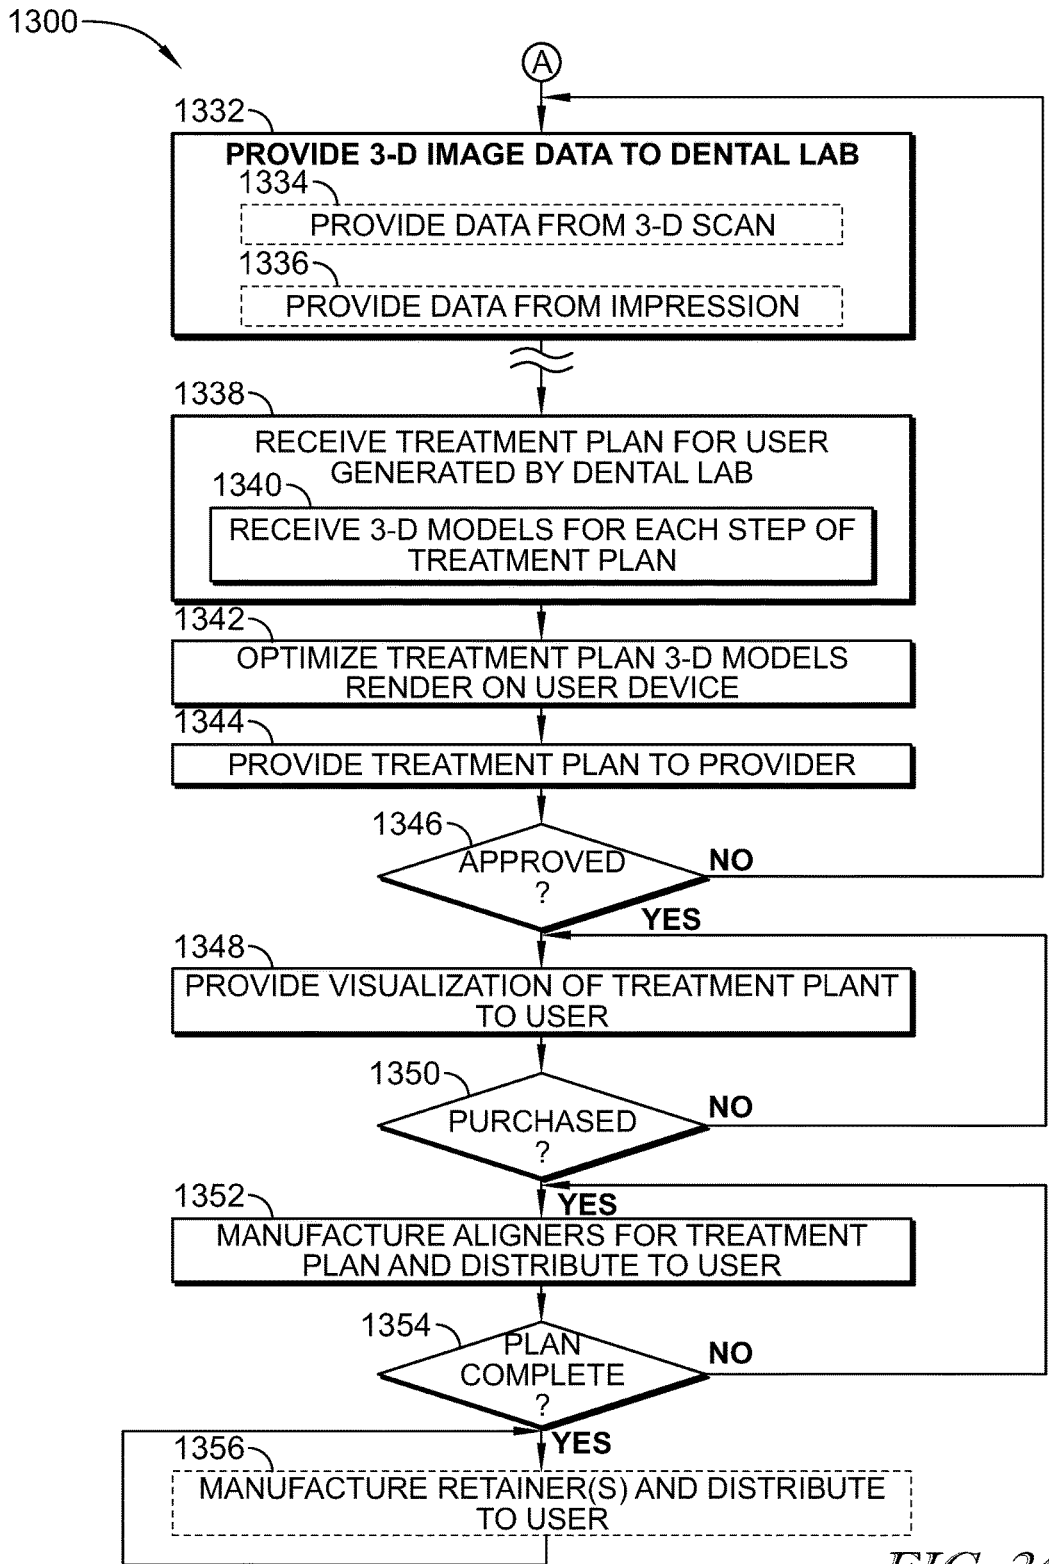 1300
A
1332
PROVIDE 3-D IMAGE DATA TO DENTAL LAB
1334
PROVIDE DATA FROM 3-D SCAN
1336
PROVIDE DATA FROM IMPRESSION
1338
RECEIVE TREATMENT PLAN FOR USER
GENERATED BY DENTAL LAB
1340
RECEIVE 3-D MODELS FOR EACH STEP OF
TREATMENT PLAN
1342
OPTIMIZE TREATMENT PLAN 3-D MODELS
RENDER ON USER DEVICE
1344
PROVIDE TREATMENT PLAN TO PROVIDER
1346
APPROVED
?
NO
YES
1348
PROVIDE VISUALIZATION OF TREATMENT PLANT
TO USER
1350
PURCHASED
?
NO
YES
1352
MANUFACTURE ALIGNERS FOR TREATMENT
PLAN AND DISTRIBUTE TO USER
1354
PLAN
COMPLETE
?
NO
YES
1356
MANUFACTURE RETAINER(S) AND DISTRIBUTE
TO USER
FIG.